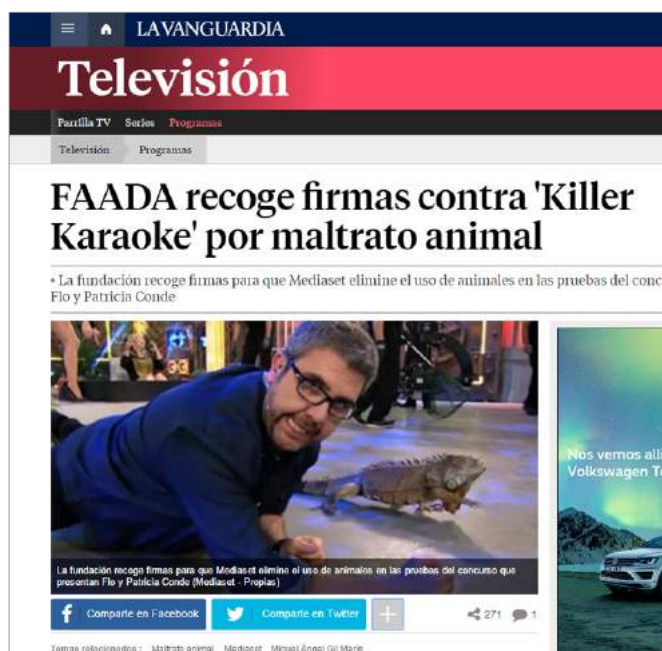 LAVANGUARDIA
Televisión
Parrilla TV Series Programas
Televisión Programas
FAADA recoge firmas contra 'Killer
Karaoke' por maltrato animal
• La fundación recoge firmas para que Mediaset elimine el uso de animales en las pruebas del conc
Flo y Patricia Conde
Nos vemos all
Volkswagen T
La fundación recoge firmas para que Mediaset elimine el uso de animales en las pruebas del concurso que
presentan Flo y Patricia Conde (Mediaset - Propias)
f Comparte en Facebook Comparte en Twitter + 271 1
Temas relacionados : Maltrato animal Mediaset Miguel Ángel Gil Marín